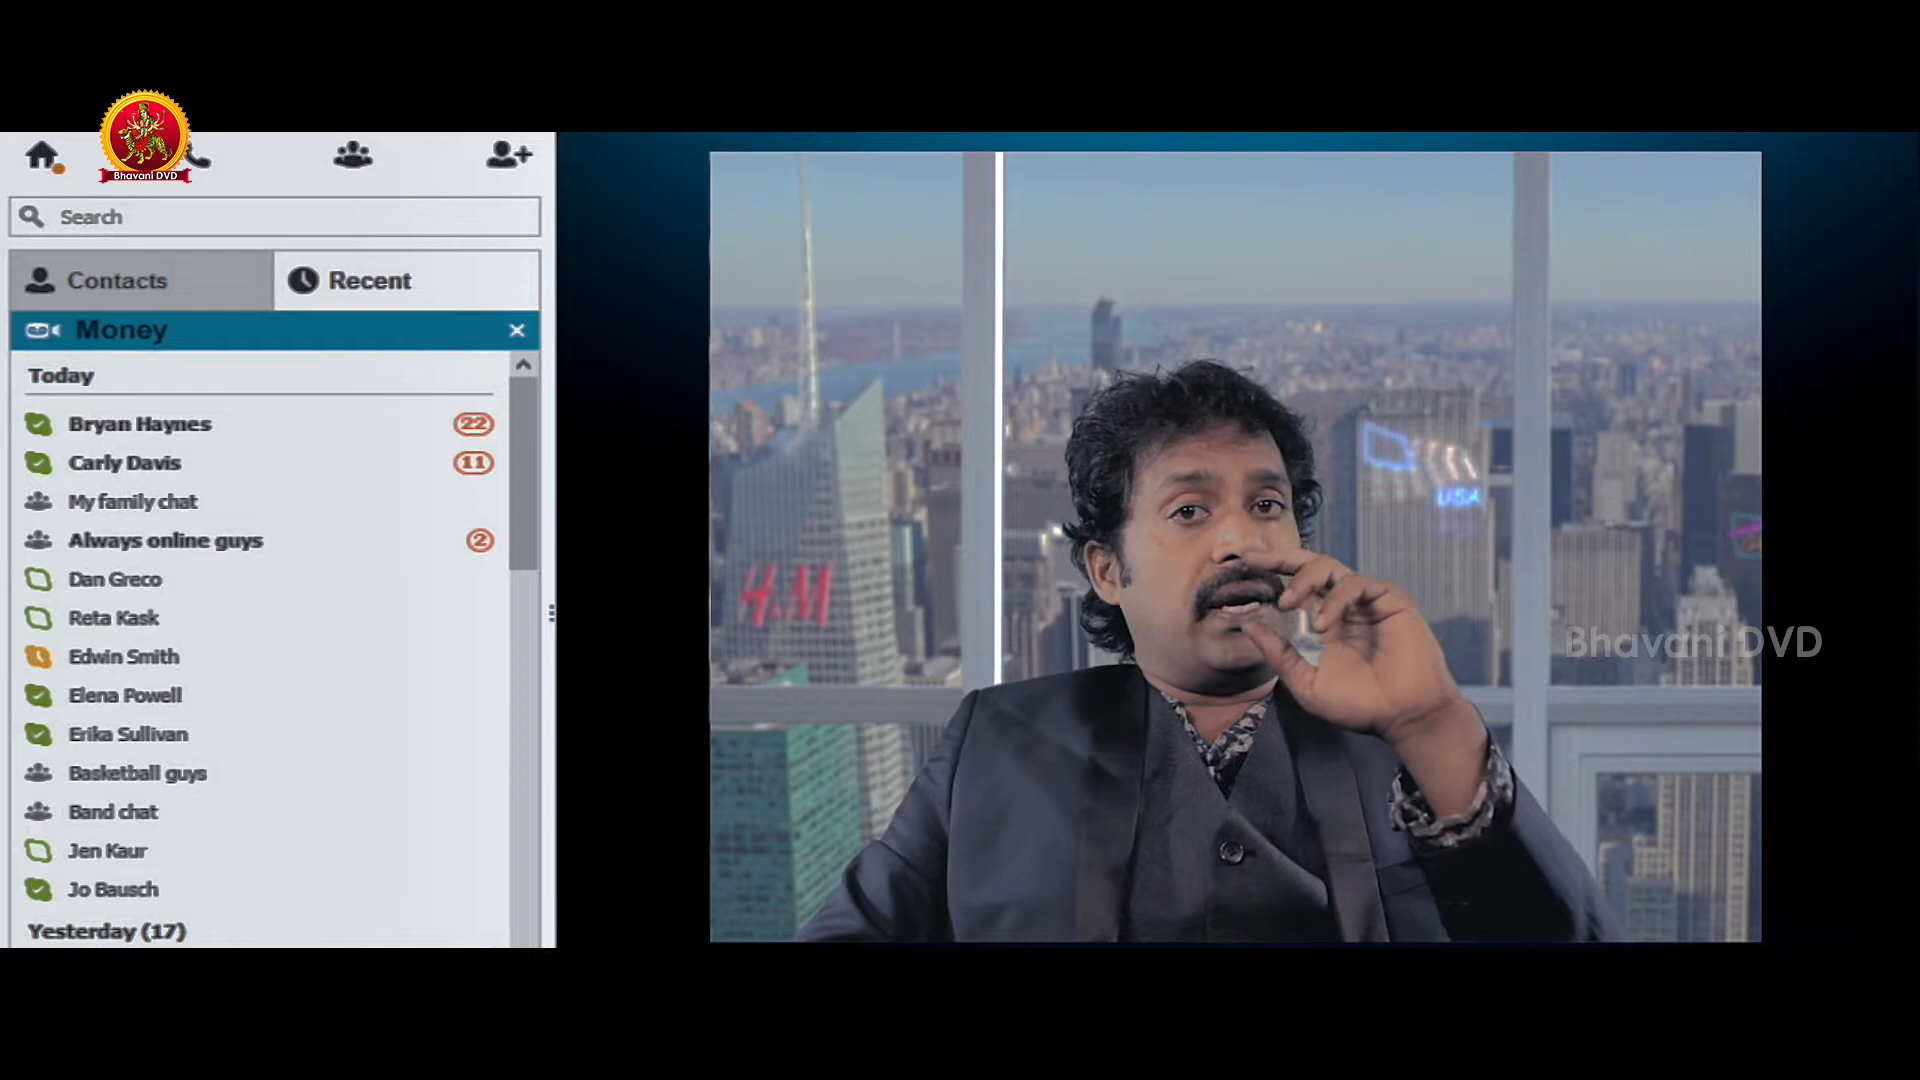 Bhavani DVD
Search
Contacts
Recent
Money
Today
Bryan Haynes 22
Carly Davis 11
My family chat
Always online guys 2
Dan Greco
Reta Kask
Edwin Smith
Elena Powell
Erika Sullivan
Basketball guys
Band chat
Jen Kaur
Jo Bausch
Yesterday (17)
H&M
USA
Bhavani DVD